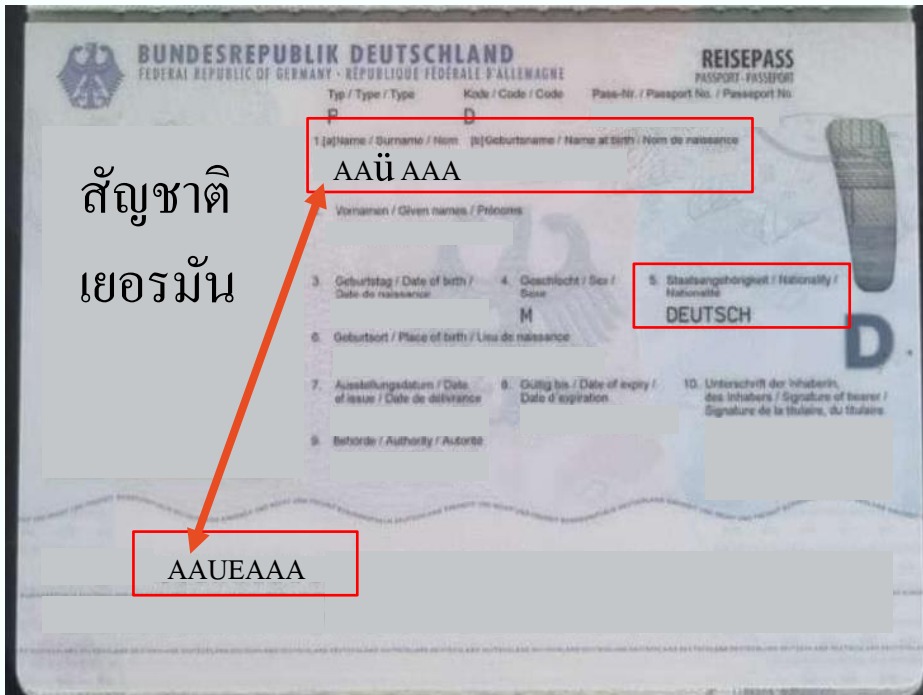 BUNDESREPUBLIK DEUTSCHLAND
FEDERAL REPUBLIC OF GERMANY · RÉPUBLIQUE FÉDÉRALE D'ALLEMAGNE
REISEPASS
PASSPORT · PASSEPORT
Typ / Type / Type Kode / Code / Code Pass-Nr. / Passport No. / Passeport No.
P D
1.[a]Name / Surname / Nom [b]Geburtsname / Name at birth / Nom de naissance
AAü AAA
สัญชาติ
เยอรมัน
Vornamen / Given names / Prénoms
3. Geburtstag / Date of birth / Date de naissance
4. Geschlecht / Sex / Sexe
M
5. Staatsangehörigkeit / Nationality / Nationalité
DEUTSCH
D
6. Geburtsort / Place of birth / Lieu de naissance
7. Ausstellungsdatum / Date of issue / Date de délivrance
8. Gültig bis / Date of expiry / Date d'expiration
10. Unterschrift der Inhaberin, des Inhabers / Signature of bearer / Signature de la titulaire, du titulaire
9. Behörde / Authority / Autorité
AAUEAAA